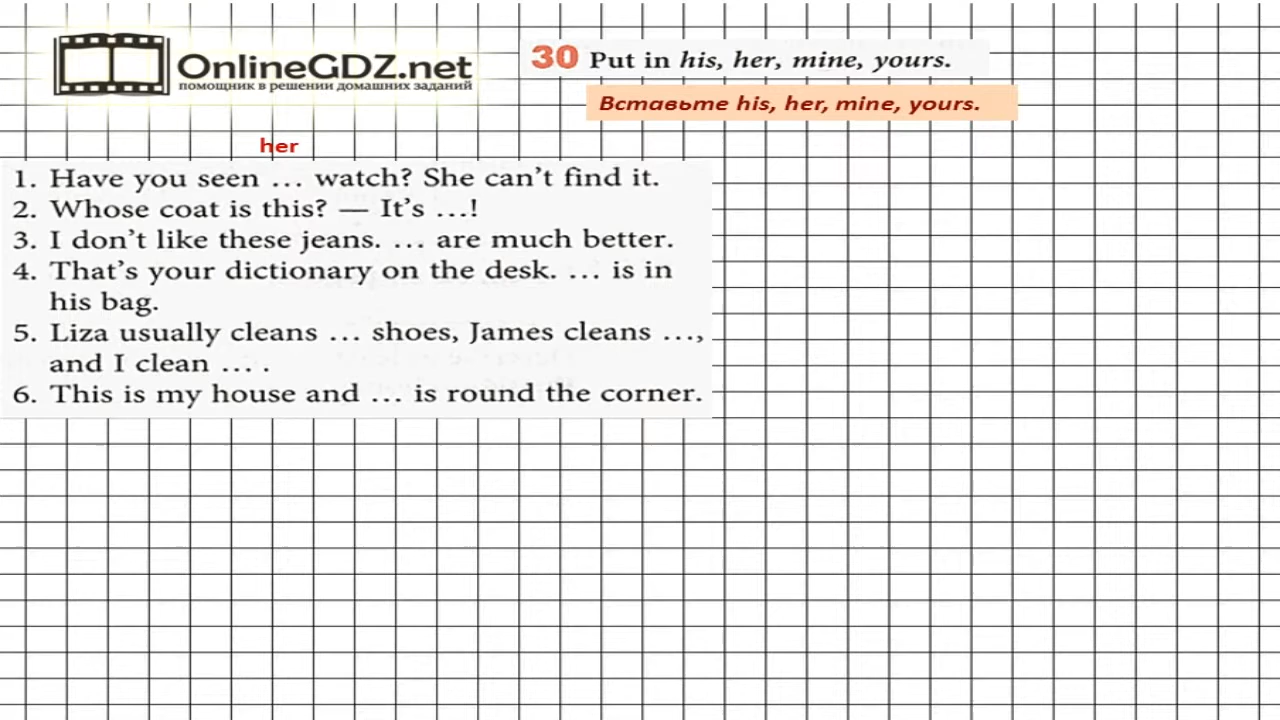 OnlineGDZ.net
помощник в решении домашних заданий
30 Put in his, her, mine, yours.
Вставьте his, her, mine, yours.
her
1. Have you seen … watch? She can't find it.
2. Whose coat is this? — It's …!
3. I don't like these jeans. … are much better.
4. That's your dictionary on the desk. … is in
his bag.
5. Liza usually cleans … shoes, James cleans …,
and I clean … .
6. This is my house and … is round the corner.